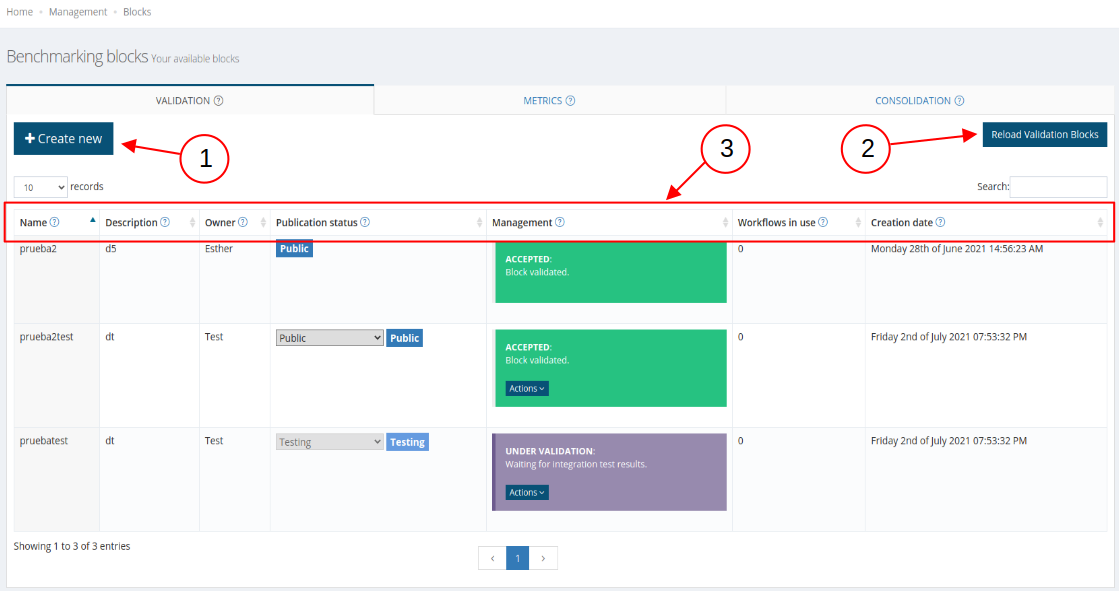 Home Management Blocks
Benchmarking blocks Your available blocks
VALIDATION ? METRICS ? CONSOLIDATION ?
+ Create new 1 3 2 Reload Validation Blocks
10 records Search:
Name ? Description ? Owner ? Publication status ? Management ? Workflows in use ? Creation date ?
prueba2 d5 Esther Public ACCEPTED: 0 Monday 28th of June 2021 14:56:23 AM
Block validated.
prueba2test dt Test Public Public ACCEPTED: 0 Friday 2nd of July 2021 07:53:32 PM
Block validated.
Actions
pruebatest dt Test Testing Testing UNDER VALIDATION: 0 Friday 2nd of July 2021 07:53:32 PM
Waiting for integration test results.
Actions
Showing 1 to 3 of 3 entries
‹ 1 ›